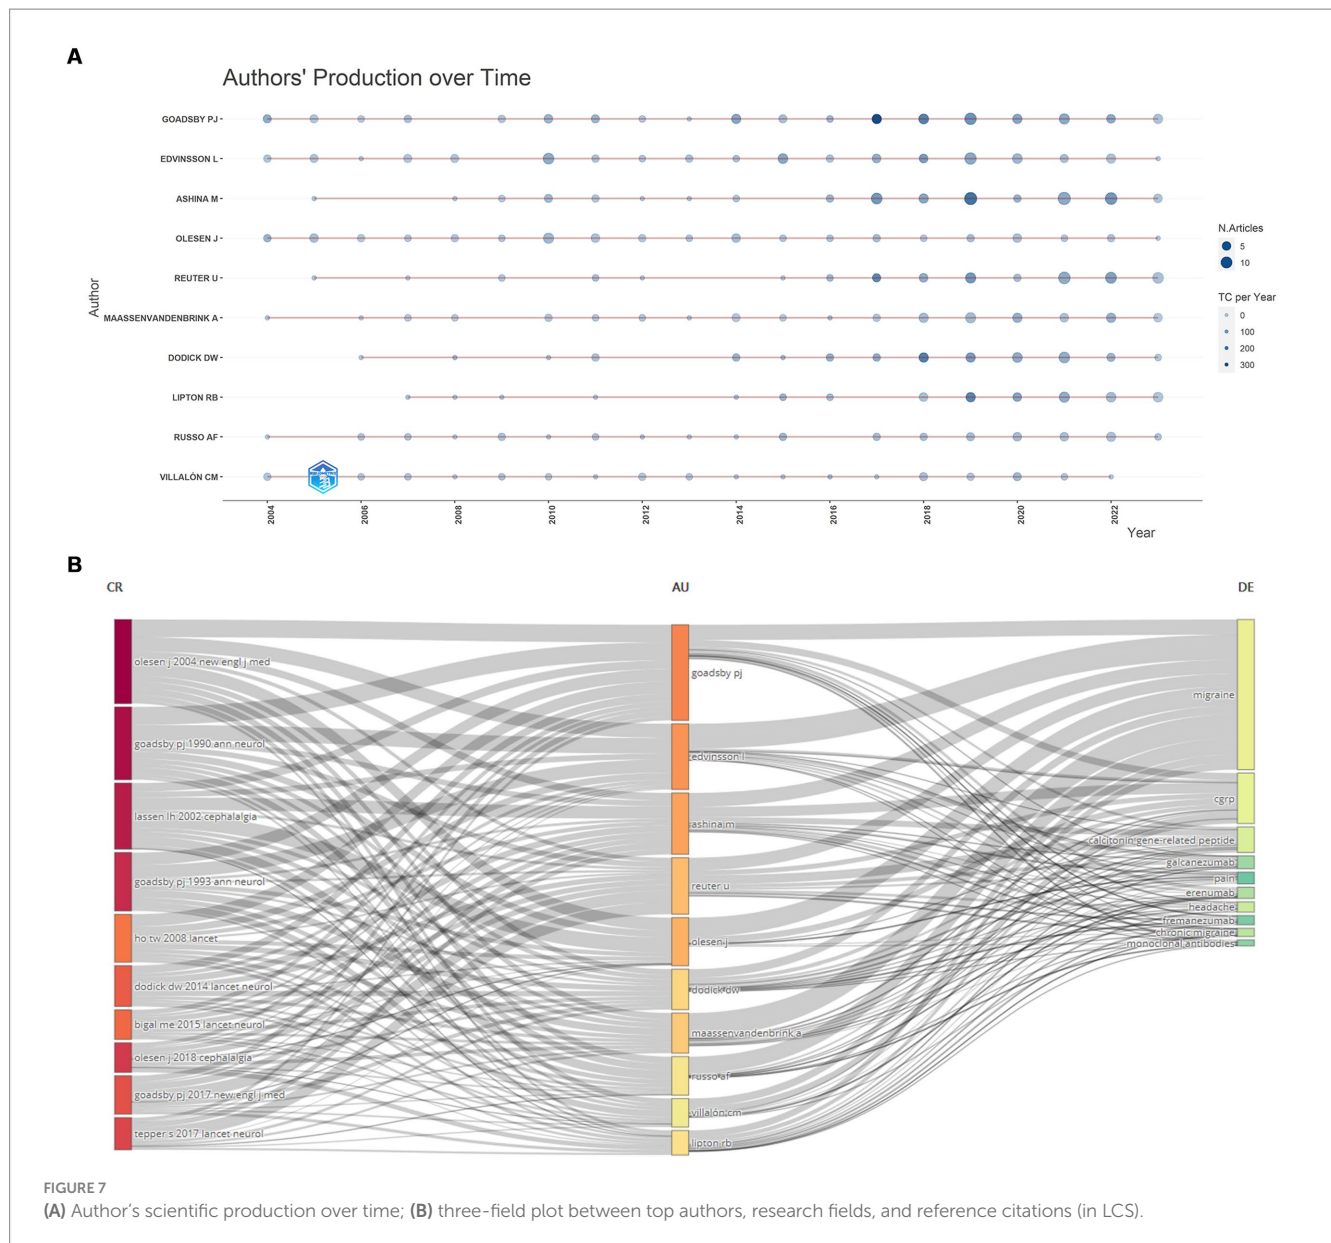 A
Authors' Production over Time
GOADSBY PJ
EDVINSSON L
ASHINA M
OLESEN J
REUTER U
MAASSENVANDENBRINK A
DODICK DW
LIPTON RB
RUSSO AF
VILLALÓN CM
Author
N.Articles
5
10
TC per Year
0
100
200
300
2004
2006
2008
2010
2012
2014
2016
2018
2020
2022
Year
B
CR
AU
DE
olesen j 2004 new engl j med
goadsby pj 1990 ann neurol
lassen lh 2002 cephalalgia
goadsby pj 1993 ann neurol
ho tw 2008 lancet
dodick dw 2014 lancet neurol
bigal me 2015 lancet neurol
olesen j 2018 cephalalgia
goadsby pj 2017 new engl j med
tepper s 2017 lancet neurol
goadsby pj
edvinsson l
ashina m
reuter u
olesen j
dodick dw
maassenvandenbrink a
russo af
villalón cm
lipton rb
migraine
cgrp
calcitonin gene-related peptide
galcanezumab
pain
erenumab
headache
fremanezumab
chronic migraine
monoclonal antibodies
FIGURE 7
(A) Author's scientific production over time; (B) three-field plot between top authors, research fields, and reference citations (in LCS).